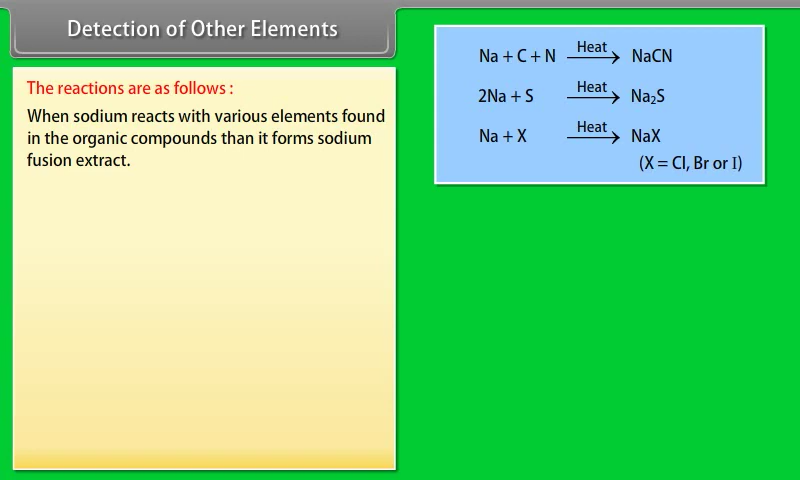 Detection of Other Elements
The reactions are as follows :
When sodium reacts with various elements found
in the organic compounds than it forms sodium
fusion extract.
Na + C + N Heat → NaCN
2Na + S Heat → Na₂S
Na + X Heat → NaX
(X = Cl, Br or I)